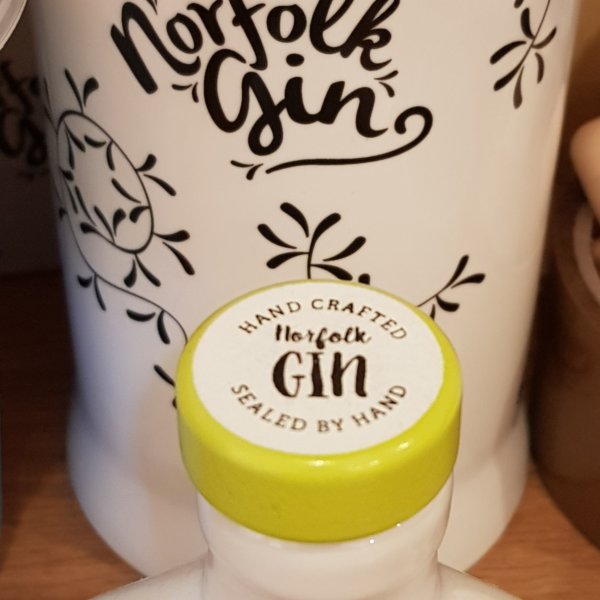 Norfolk
Gin
HAND CRAFTED
Norfolk
GIN
SEALED BY HAND